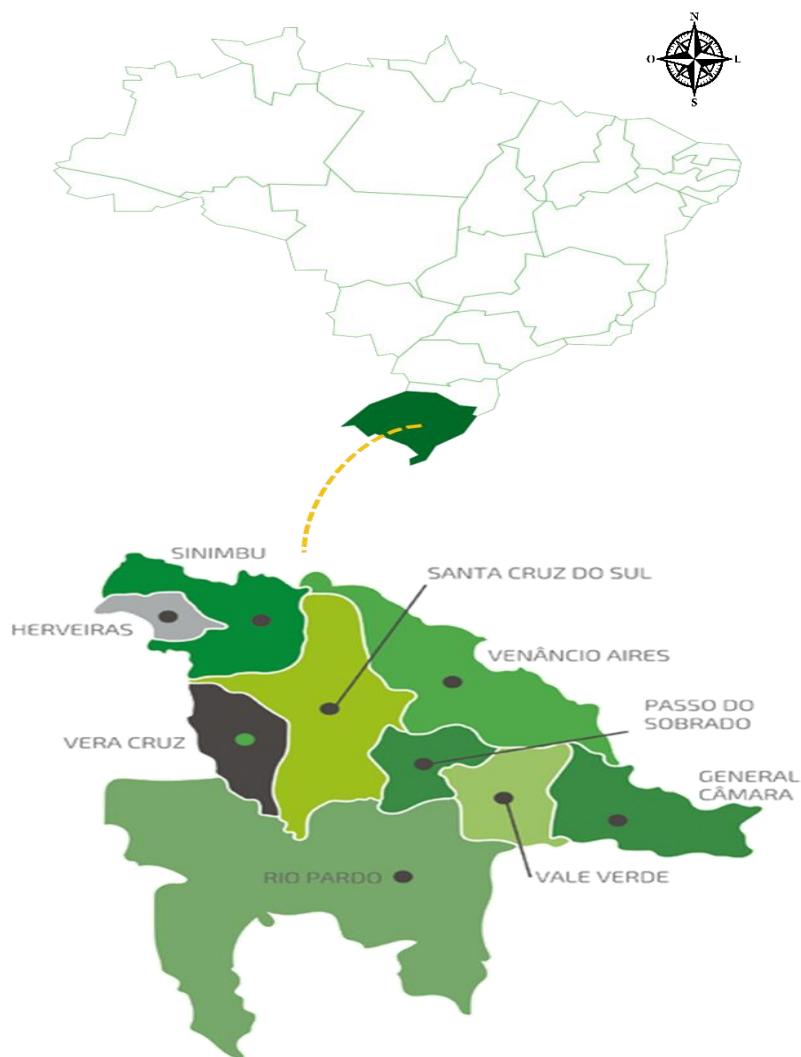 N
O
L
S
SINIMBU
SANTA CRUZ DO SUL
HERVEIRAS
VENÂNCIO AIRES
PASSO DO
SOBRADO
VERA CRUZ
GENERAL
CÂMARA
RIO PARDO
VALE VERDE